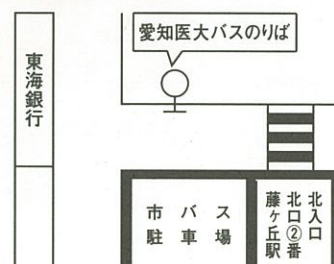 愛知医大バスのりば
東海銀行
市バス
駐車場
北入口
北口②番
藤ヶ丘駅